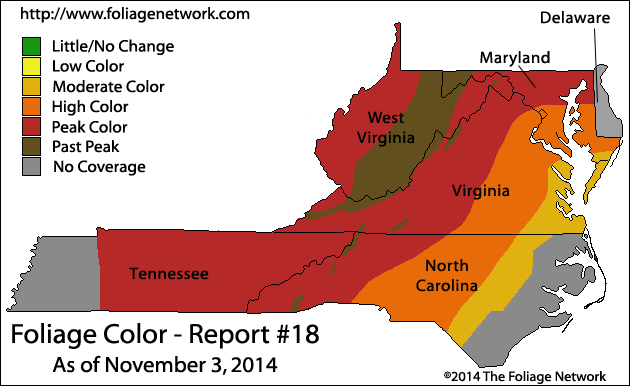 http://www.foliagenetwork.com
Delaware
Little/No Change
Low Color
Moderate Color
High Color
Peak Color
Past Peak
No Coverage
Maryland
West
Virginia
Virginia
Tennessee
North
Carolina
Foliage Color - Report #18
As of November 3, 2014
©2014 The Foliage Network